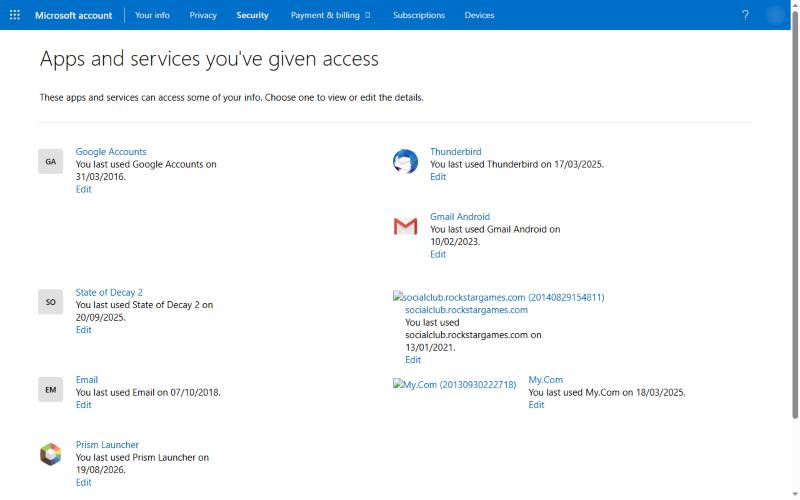 Microsoft account Your info Privacy Security Payment & billing Subscriptions Devices ?
Apps and services you've given access
These apps and services can access some of your info. Choose one to view or edit the details.
GA
Google Accounts
You last used Google Accounts on
31/03/2016.
Edit
Thunderbird
You last used Thunderbird on 17/03/2025.
Edit
Gmail Android
You last used Gmail Android on
10/02/2023.
Edit
SO
State of Decay 2
You last used State of Decay 2 on
20/09/2025.
Edit
socialclub.rockstargames.com (20140829154811)
socialclub.rockstargames.com
You last used
socialclub.rockstargames.com on
13/01/2021.
Edit
EM
Email
You last used Email on 07/10/2018.
Edit
My.Com (20130930222718)
My.Com
You last used My.Com on 18/03/2025.
Edit
Prism Launcher
You last used Prism Launcher on
19/08/2026.
Edit